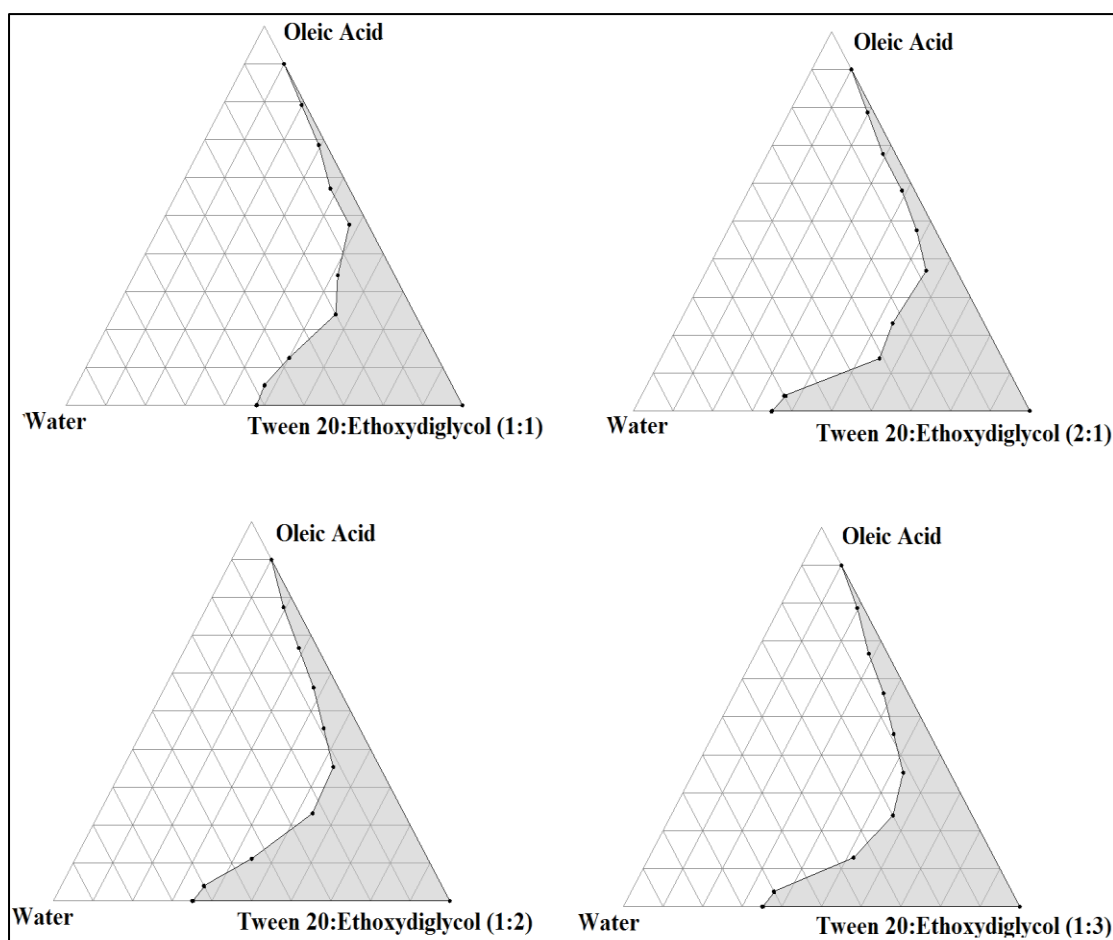 Oleic Acid
Oleic Acid
Water
Tween 20:Ethoxydiglycol (1:1)
Water
Tween 20:Ethoxydiglycol (2:1)
Oleic Acid
Oleic Acid
Water
Tween 20:Ethoxydiglycol (1:2)
Water
Tween 20:Ethoxydiglycol (1:3)